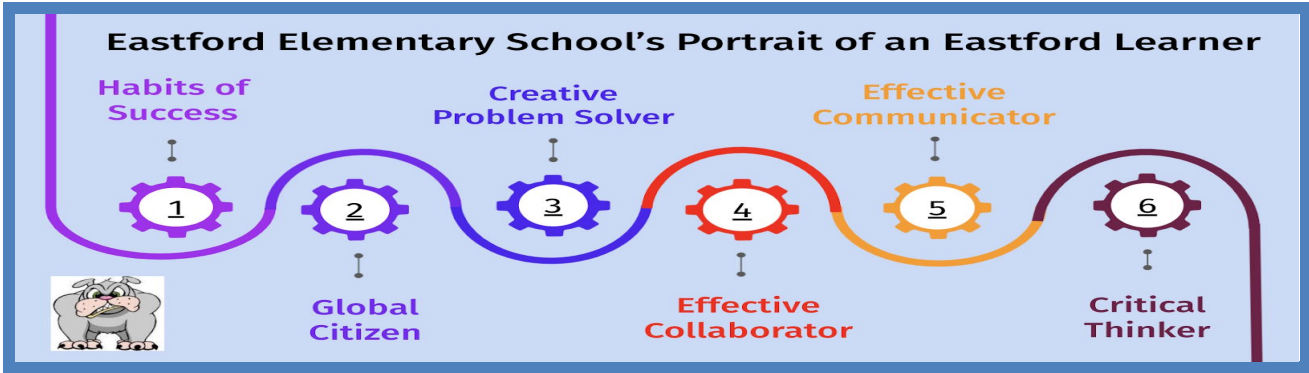 Eastford Elementary School's Portrait of an Eastford Learner
Habits of
Success
1
2
Global
Citizen
Creative
Problem Solver
3
4
Effective
Collaborator
Effective
Communicator
5
6
Critical
Thinker